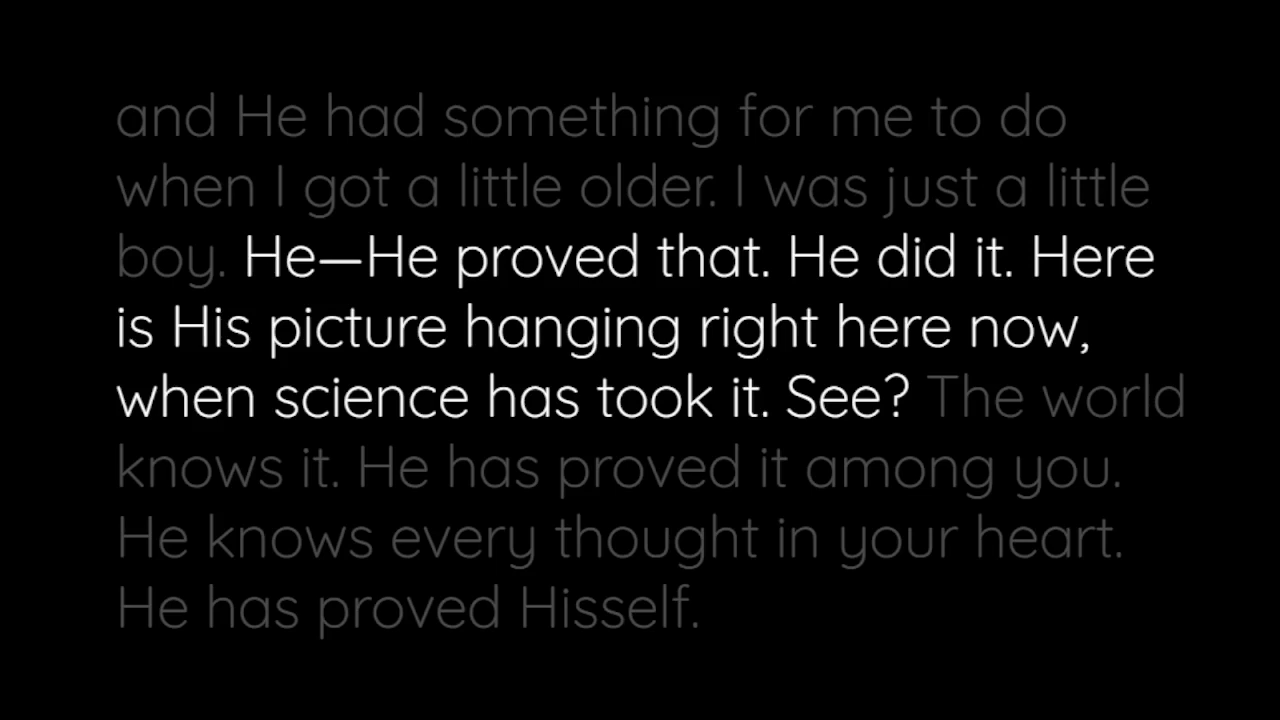 and He had something for me to do
when I got a little older. I was just a little
boy. He—He proved that. He did it. Here
is His picture hanging right here now,
when science has took it. See? The world
knows it. He has proved it among you.
He knows every thought in your heart.
He has proved Hisself.